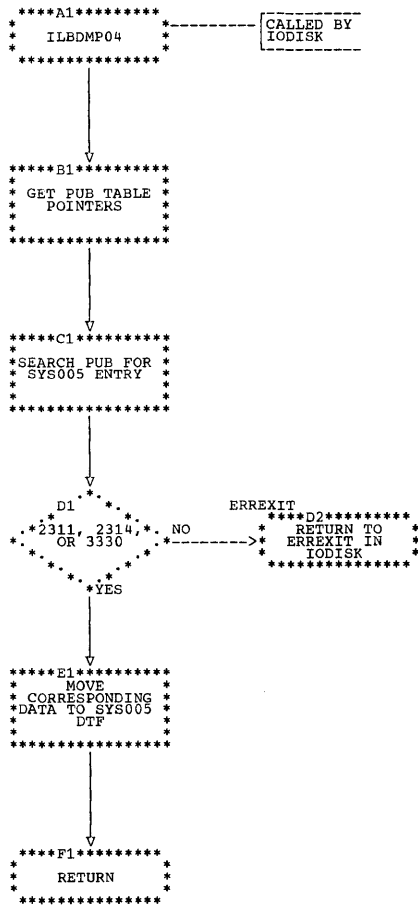 A1
ILBDMP04
CALLED BY
IODISK
B1
GET PUB TABLE
POINTERS
C1
SEARCH PUB FOR
SYS005 ENTRY
D1
2311, 2314,
OR 3330
NO
YES
ERREXIT
D2
RETURN TO
ERREXIT IN
IODISK
E1
MOVE
CORRESPONDING
DATA TO SYS005
DTF
F1
RETURN